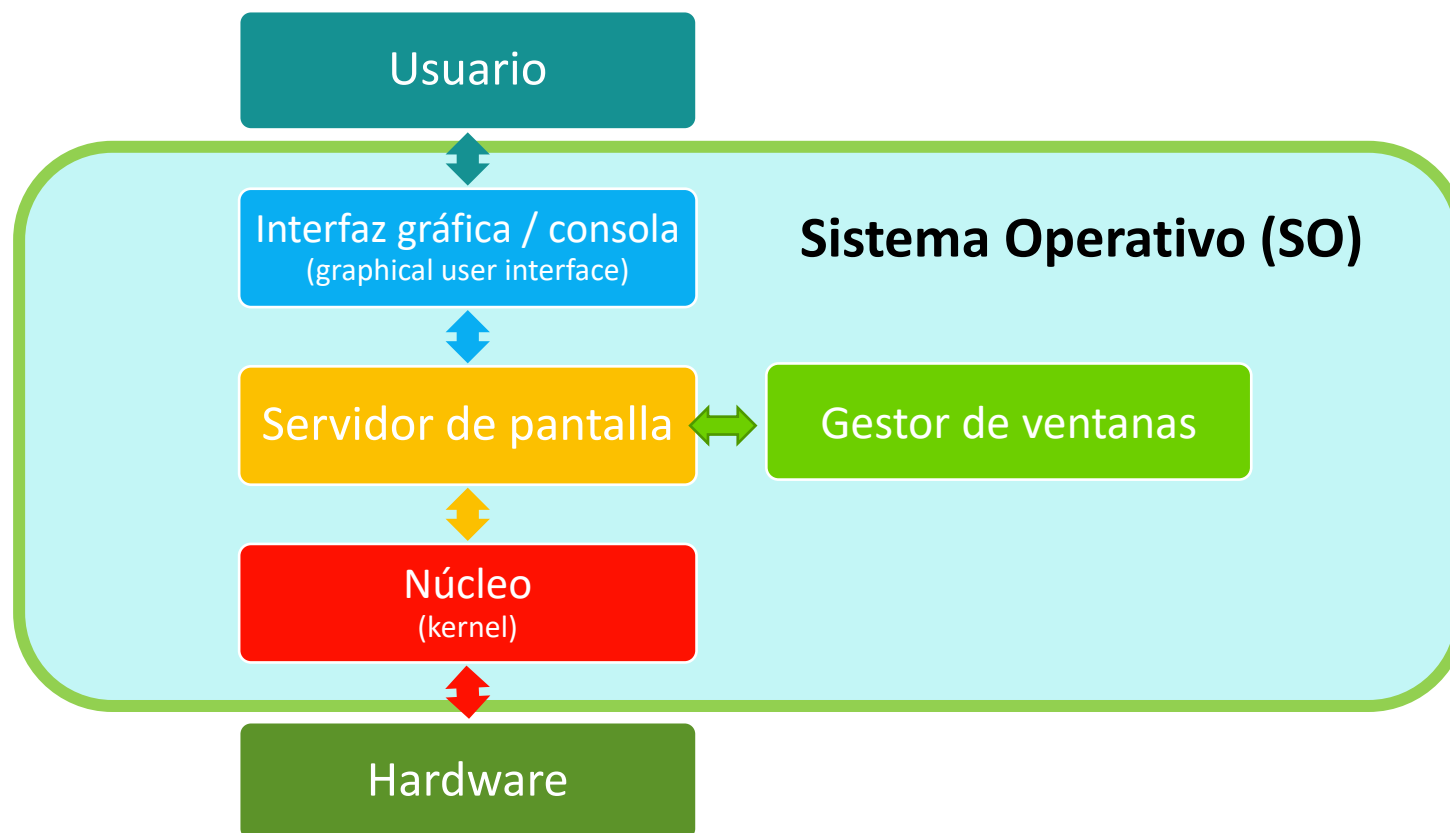 Usuario
Interfaz gráfica / consola
(graphical user interface)
Sistema Operativo (SO)
Servidor de pantalla
Gestor de ventanas
Núcleo
(kernel)
Hardware